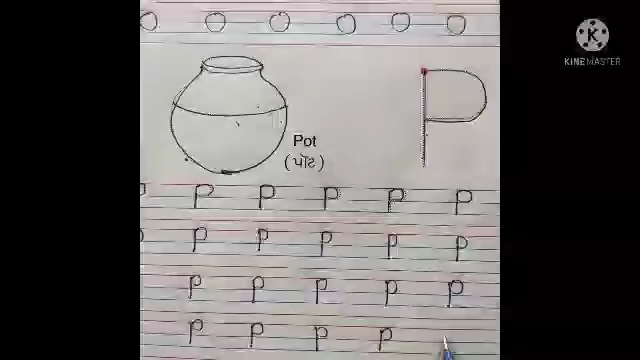 O O O O O O
K
KINEMASTER
P
Pot
(પોટ)
P P P P P
P P P P P
P P P P P
P P P P